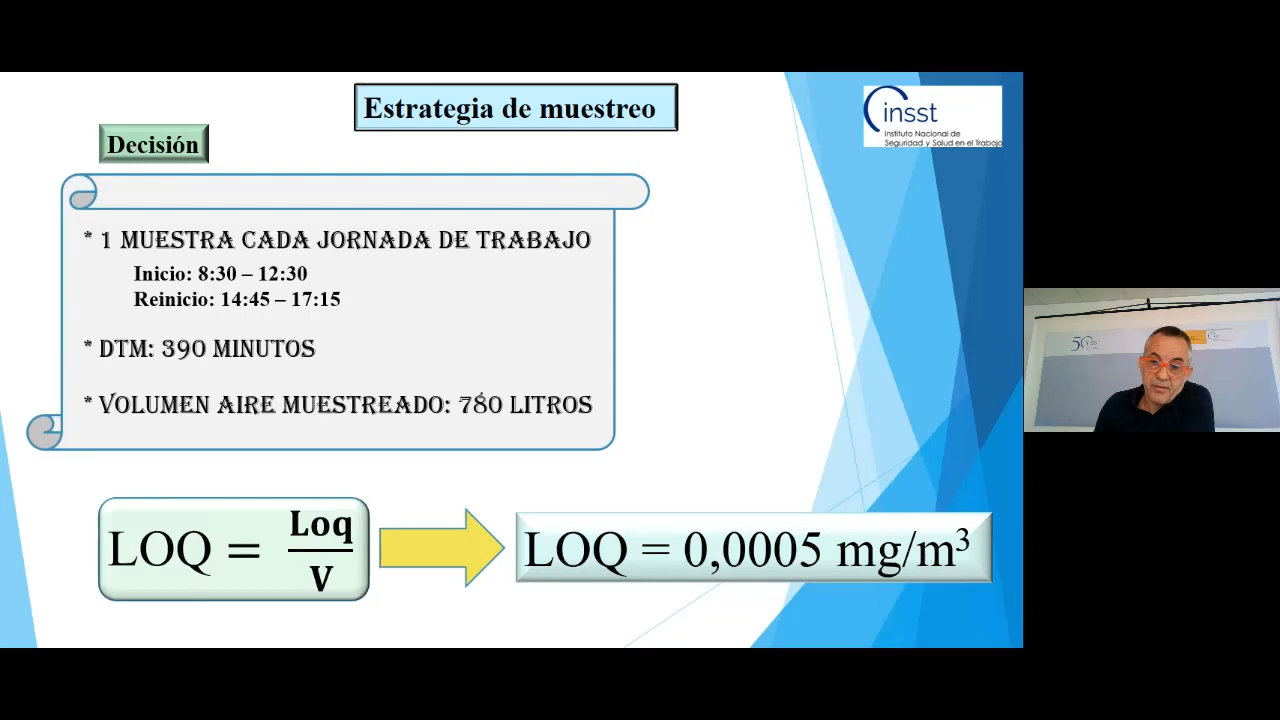 Estrategia de muestreo
insst
Instituto Nacional de
Seguridad y Salud en el Trabajo
Decisión
* 1 MUESTRA CADA JORNADA DE TRABAJO
Inicio: 8:30 – 12:30
Reinicio: 14:45 – 17:15
* DTM: 390 MINUTOS
* VOLUMEN AIRE MUESTREADO: 780 LITROS
LOQ = Loq
V
LOQ = 0,0005 mg/m³